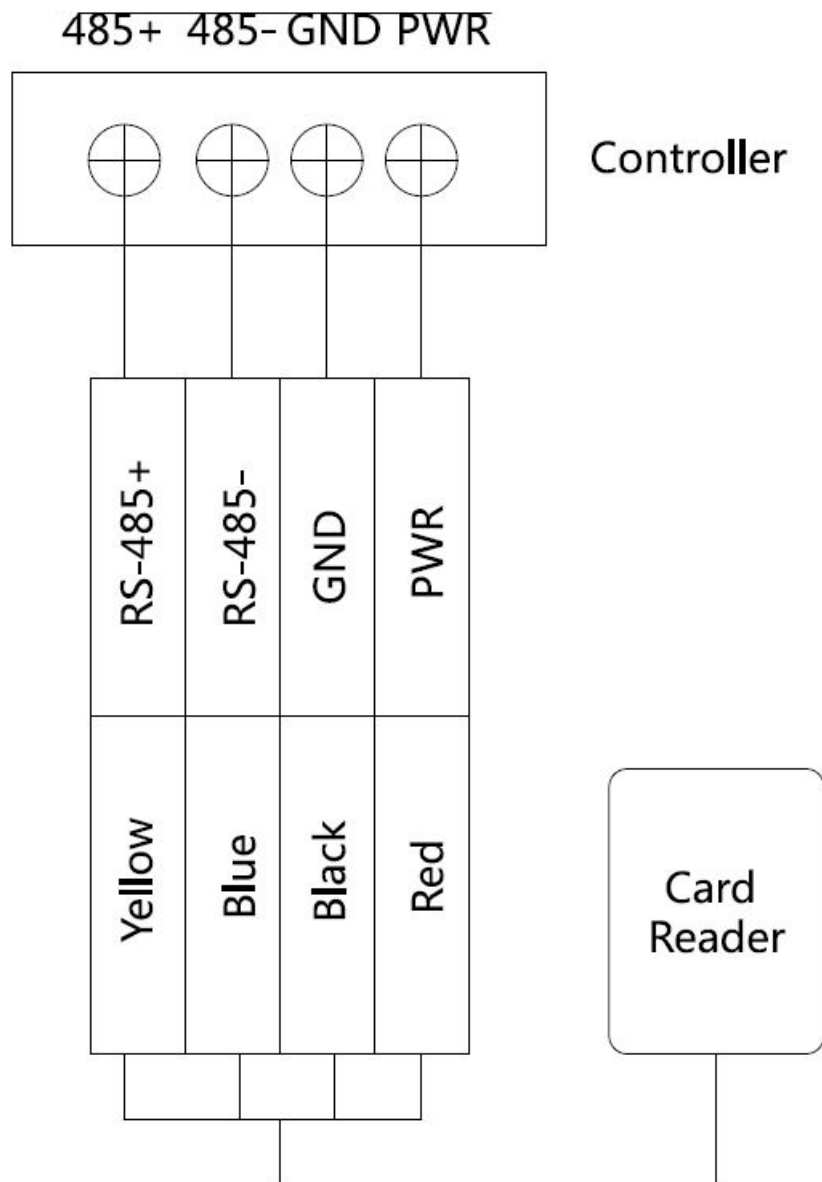 485+ 485- GND PWR
Controller
RS-485+
RS-485-
GND
PWR
Yellow
Blue
Black
Red
Card
Reader